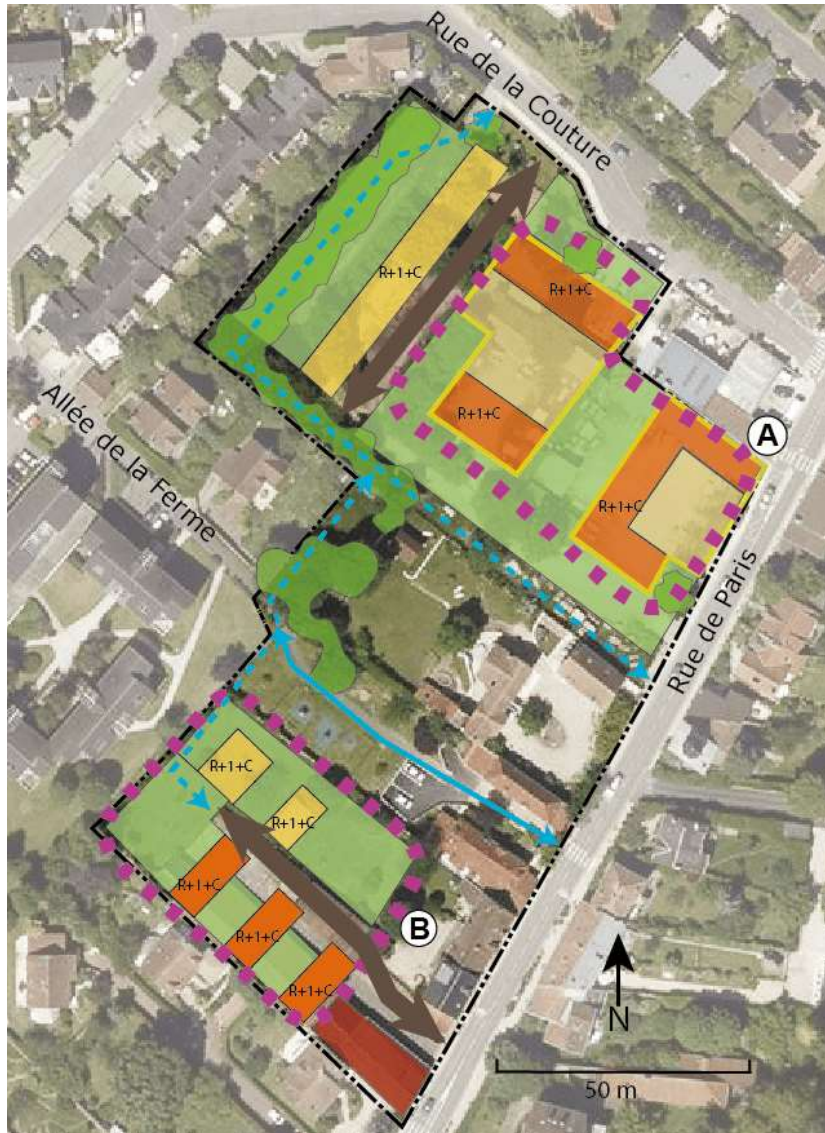 Rue de la Couture
R+1+C
R+1+C
R+1+C
A
R+1+C
Allée de la Ferme
Rue de Paris
R+1+C
R+1+C
R+1+C
B
R+1+C
R+1+C
N
50 m